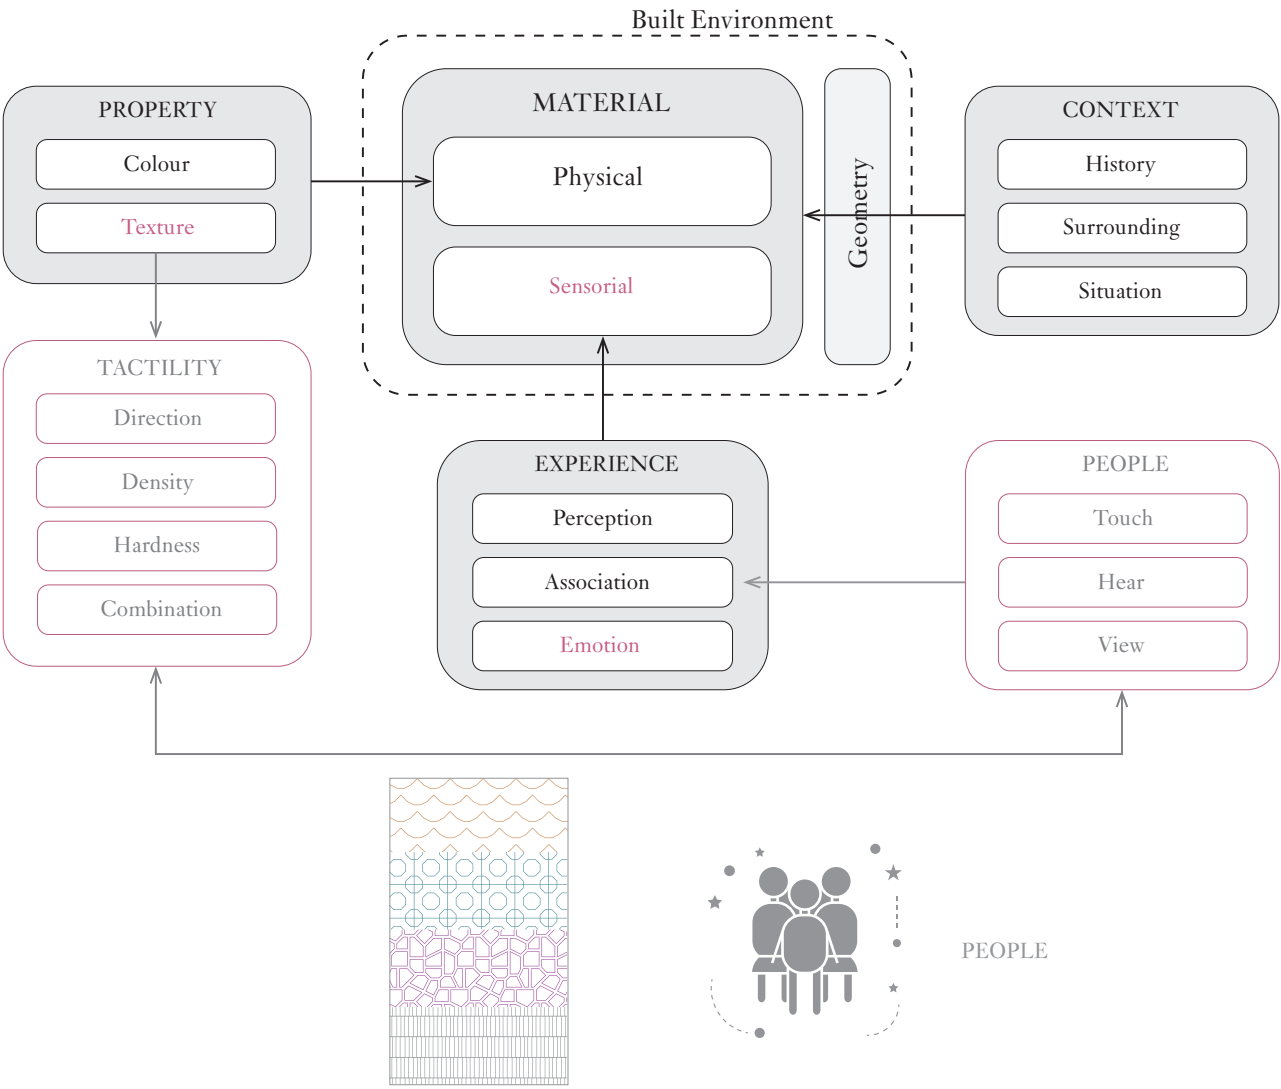 Built Environment
PROPERTY
Colour
Texture
MATERIAL
Physical
Sensorial
Geometry
CONTEXT
History
Surrounding
Situation
TACTILITY
Direction
Density
Hardness
Combination
EXPERIENCE
Perception
Association
Emotion
PEOPLE
Touch
Hear
View
PEOPLE